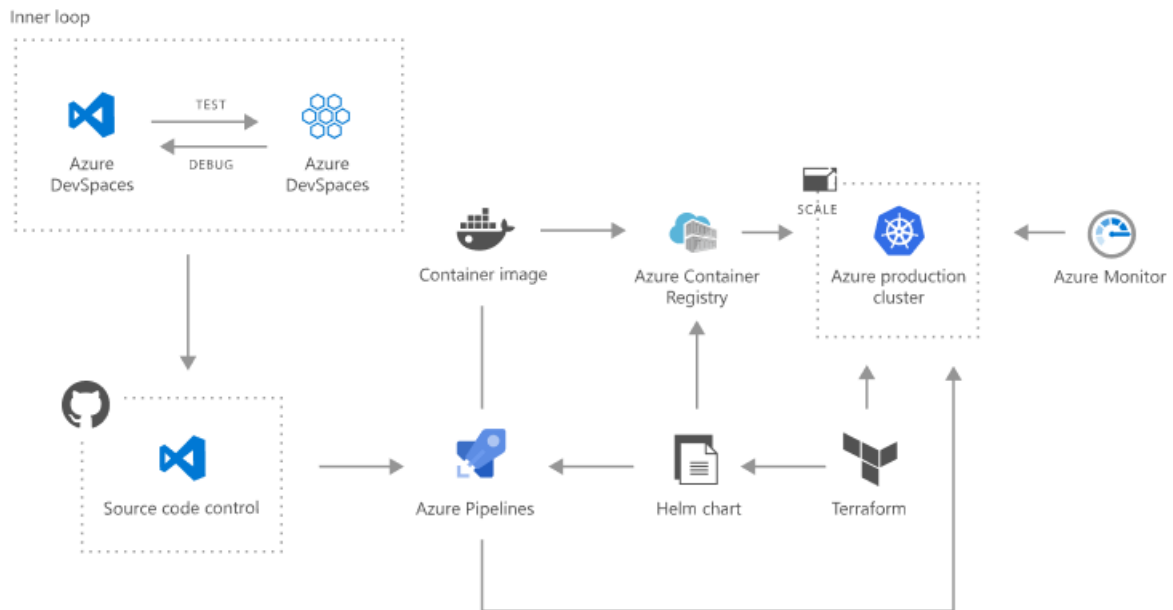 Inner loop
TEST
Azure
DevSpaces
DEBUG
Azure
DevSpaces
SCALE
Container image
Azure Container
Registry
Azure production
cluster
Azure Monitor
Source code control
Azure Pipelines
Helm chart
Terraform